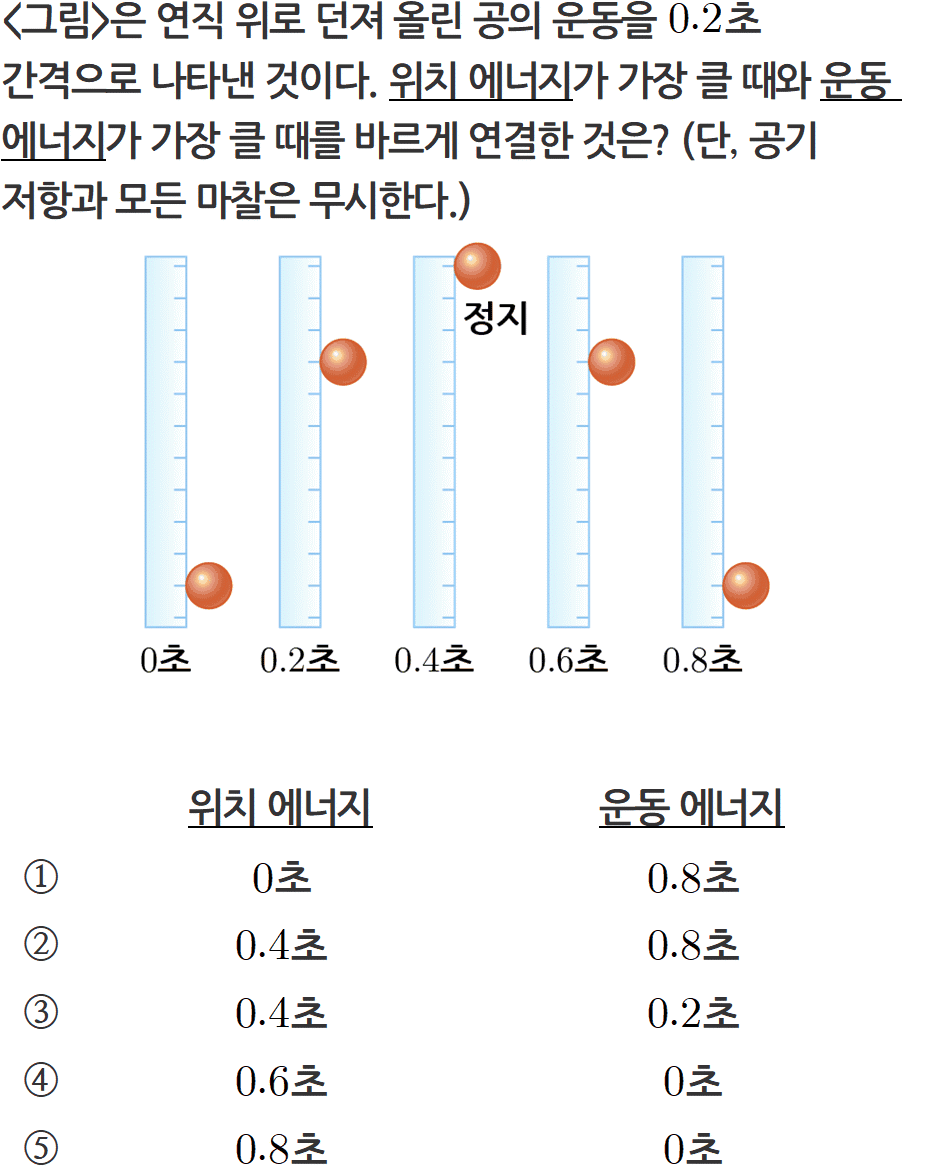 <그림>은 연직 위로 던져 올린 공의 운동을 0.2초
간격으로 나타낸 것이다. 위치 에너지가 가장 클 때와 운동
에너지가 가장 클 때를 바르게 연결한 것은? (단, 공기
저항과 모든 마찰은 무시한다.)
정지
0초 0.2초 0.4초 0.6초 0.8초
위치 에너지 운동 에너지
① 0초 0.8초
② 0.4초 0.8초
③ 0.4초 0.2초
④ 0.6초 0초
⑤ 0.8초 0초